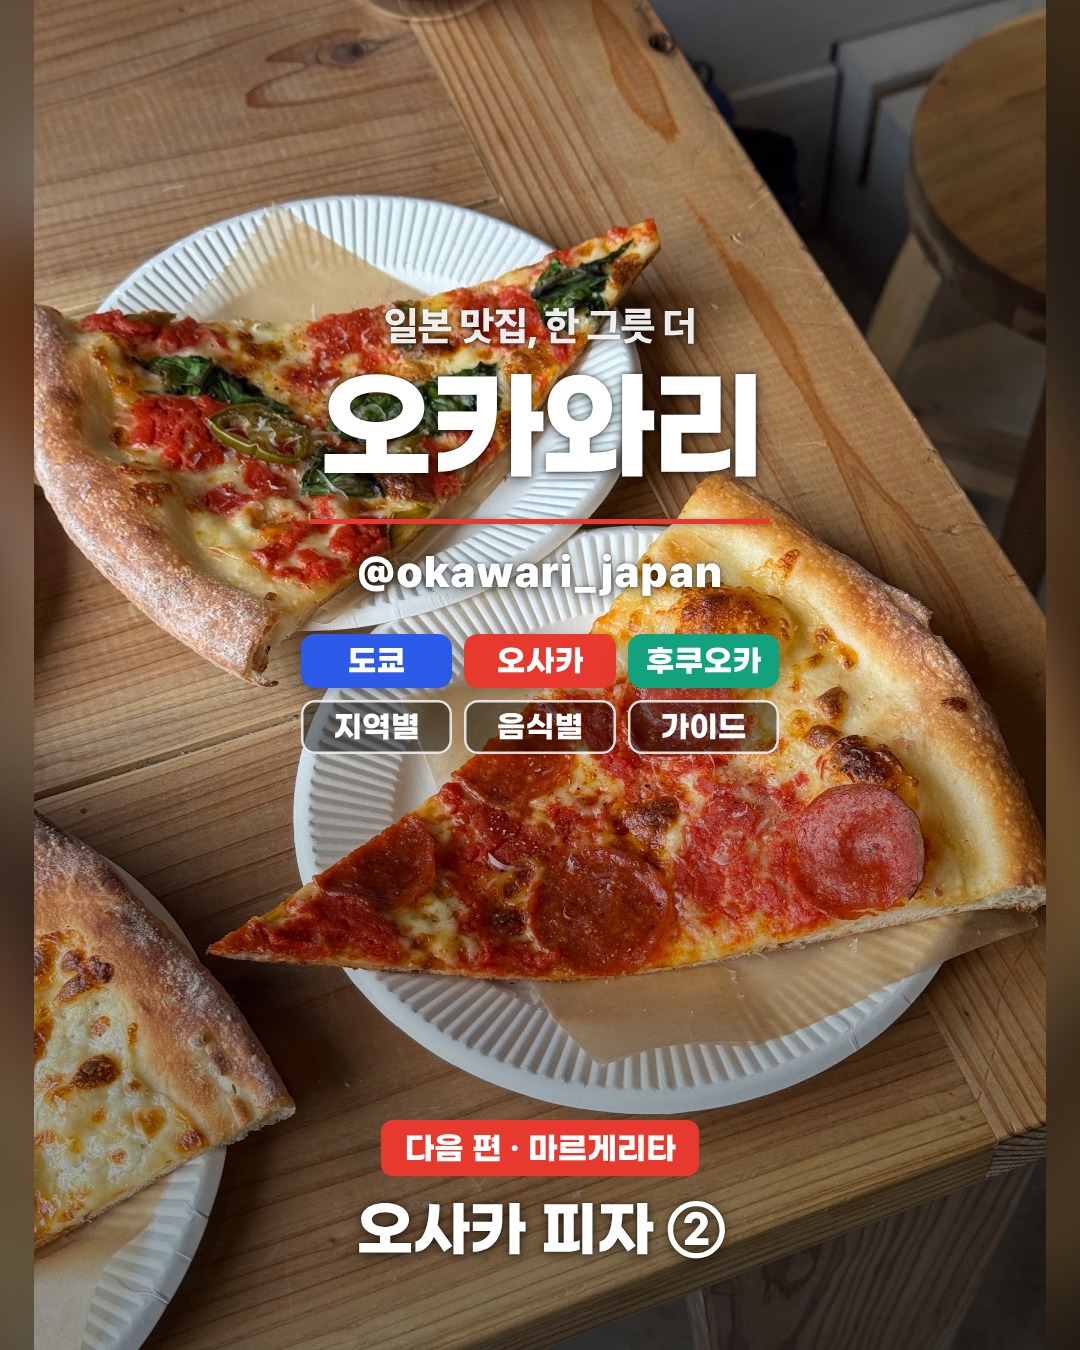 일본 맛집, 한 그릇 더
오카와리
@okawari_japan
도쿄 오사카 후쿠오카
지역별 음식별 가이드
다음 편 · 마르게리타
오사카 피자 ②